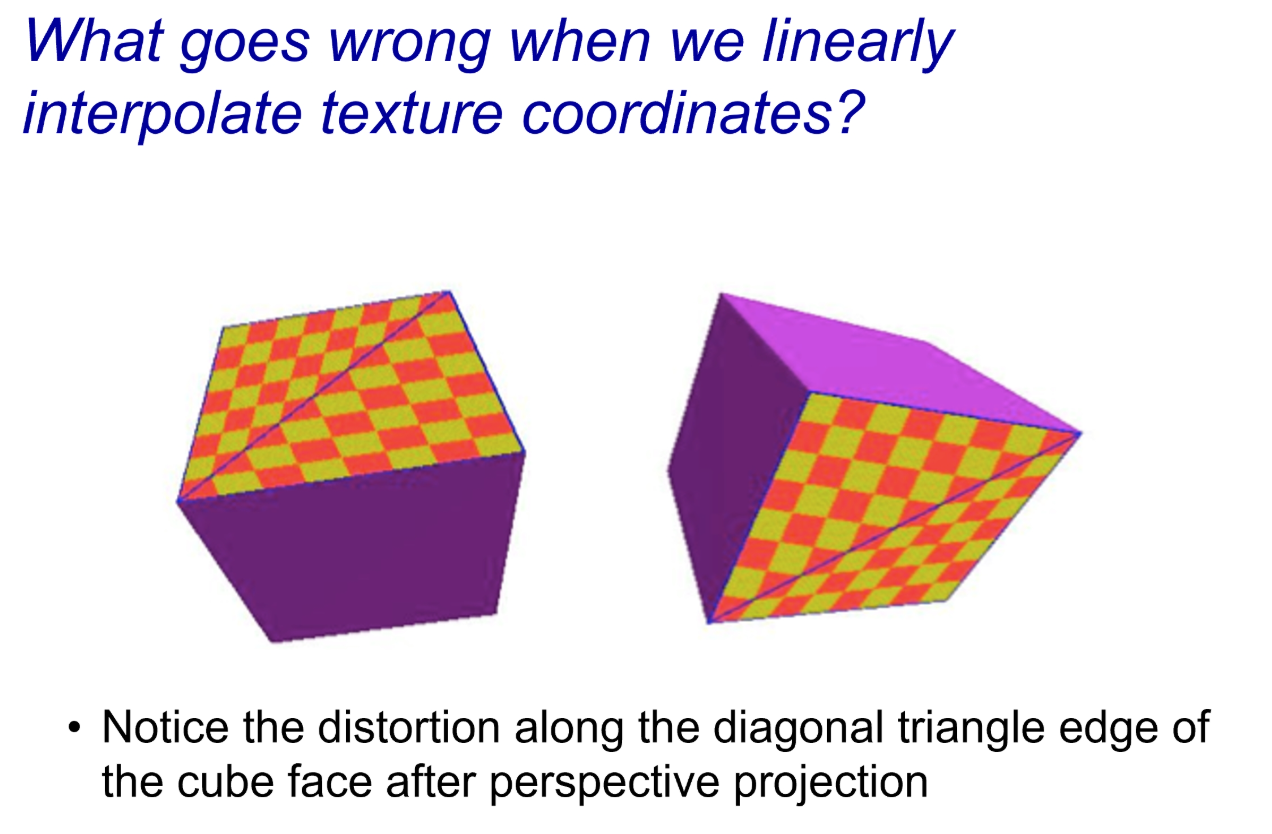 What goes wrong when we linearly
interpolate texture coordinates?
• Notice the distortion along the diagonal triangle edge of
the cube face after perspective projection